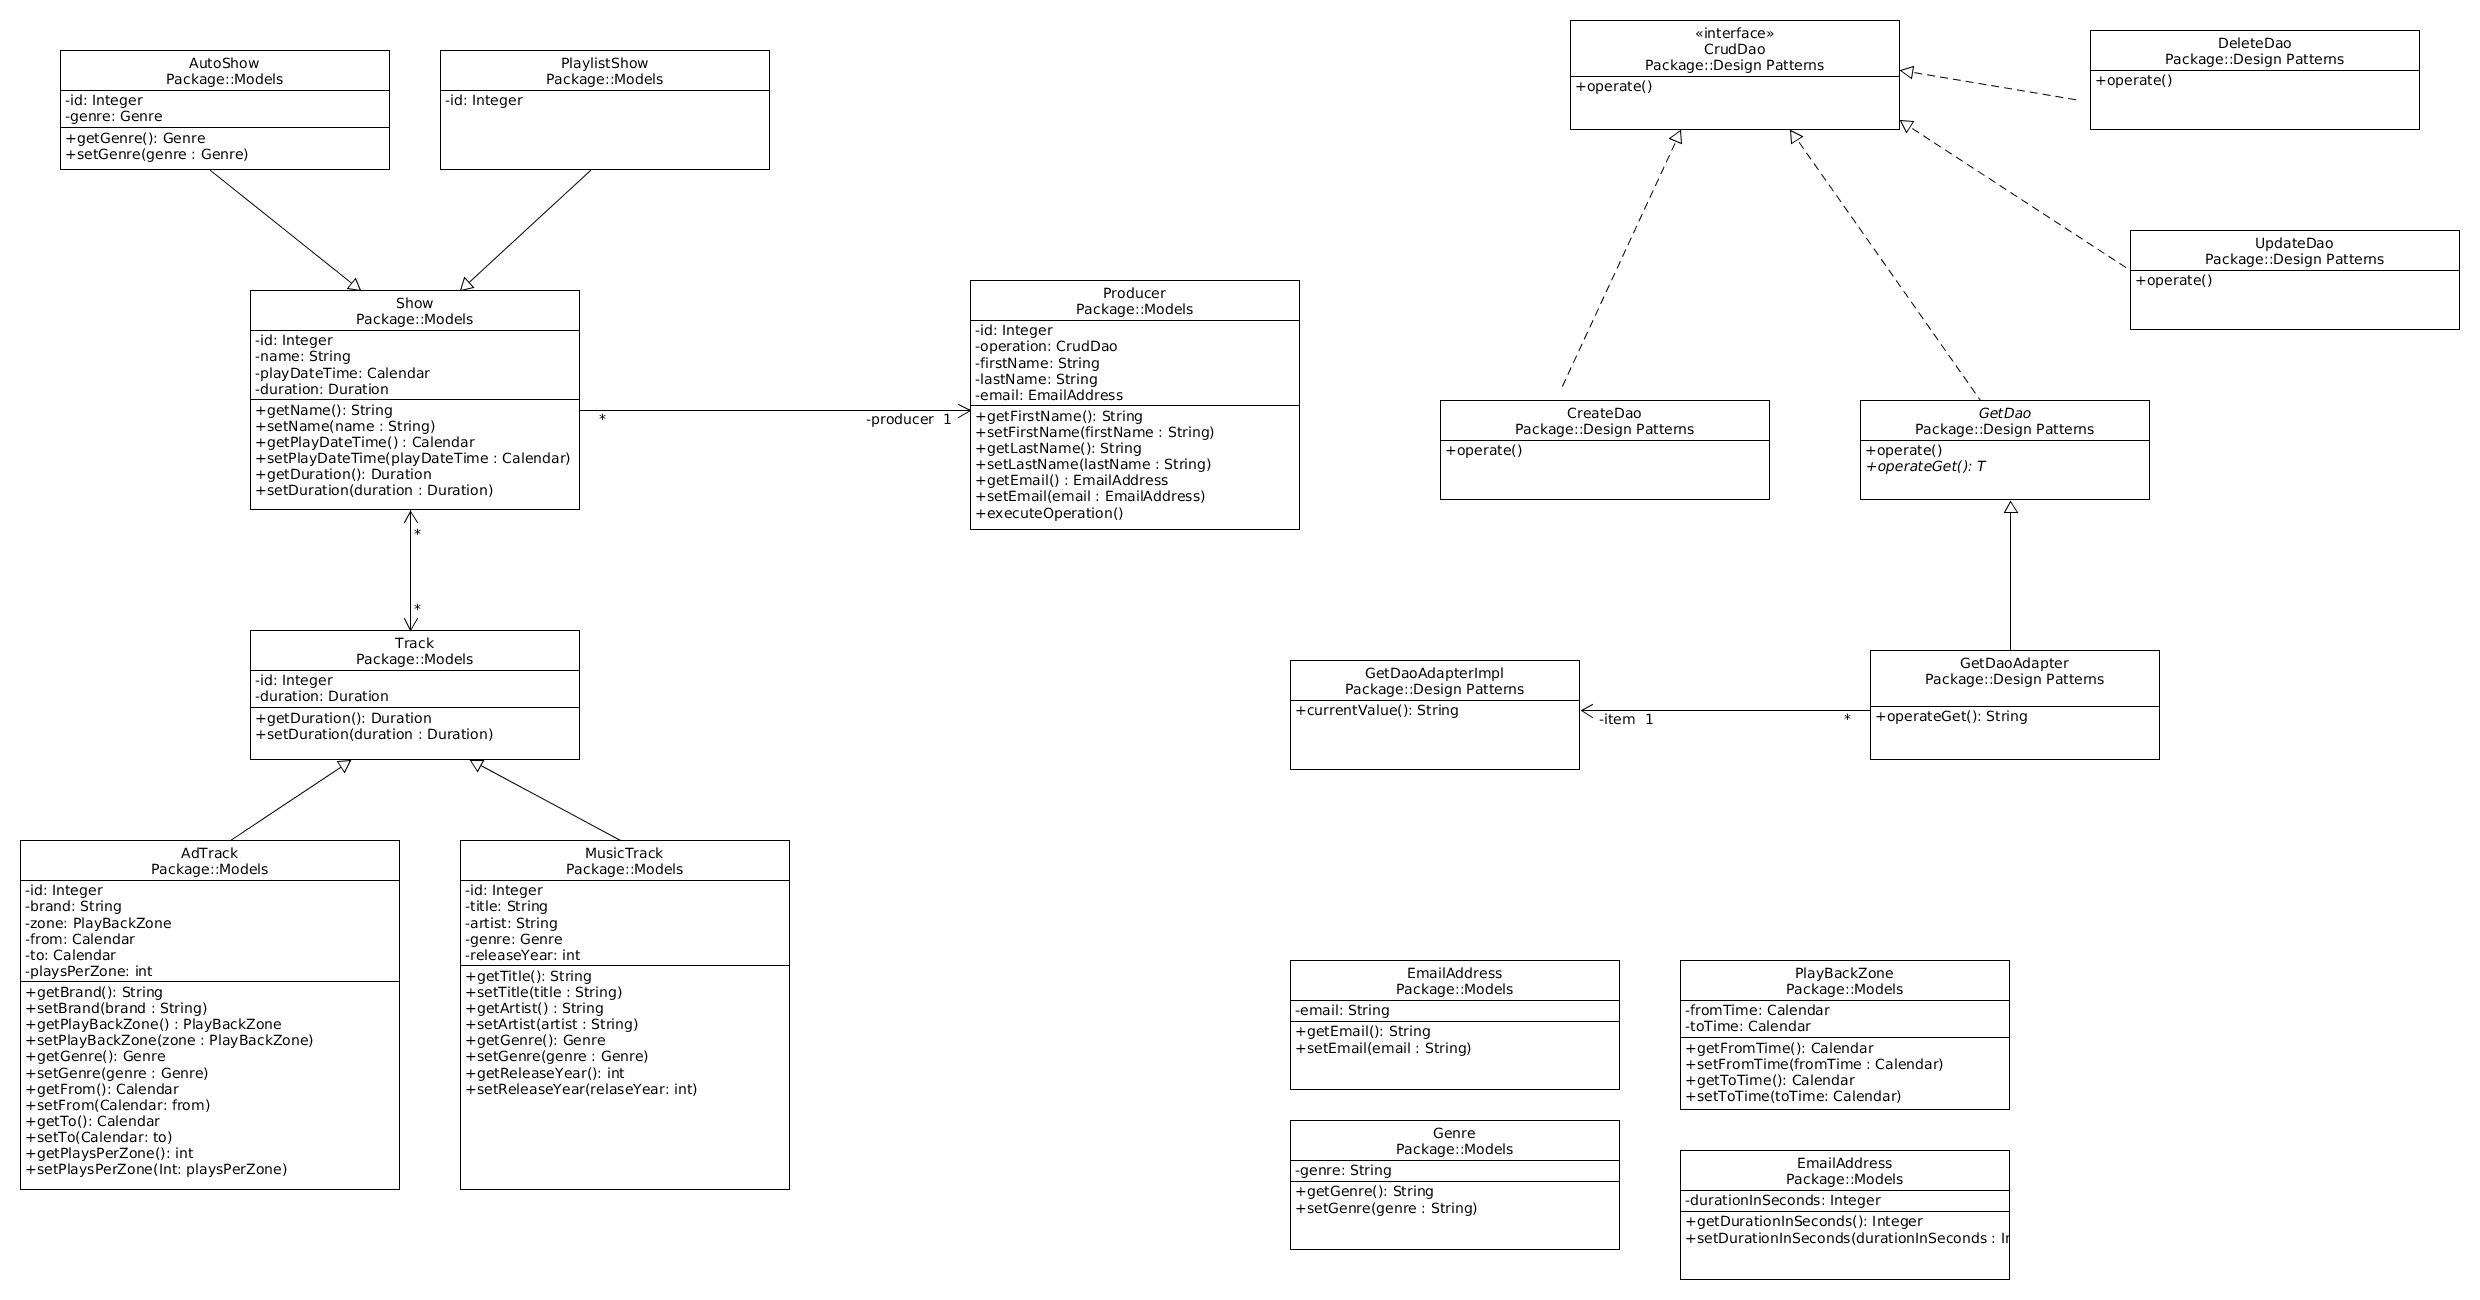 AutoShow
Package::Models
-id: Integer
-genre: Genre
+getGenre(): Genre
+setGenre(genre : Genre)
PlaylistShow
Package::Models
-id: Integer
«interface»
CrudDao
Package::Design Patterns
+operate()
DeleteDao
Package::Design Patterns
+operate()
UpdateDao
Package::Design Patterns
+operate()
Show
Package::Models
-id: Integer
-name: String
-playDateTime: Calendar
-duration: Duration
+getName(): String
+setName(name : String)
+getPlayDateTime() : Calendar
+setPlayDateTime(playDateTime : Calendar)
+getDuration(): Duration
+setDuration(duration : Duration)
*
-producer 1
Producer
Package::Models
-id: Integer
-operation: CrudDao
-firstName: String
-lastName: String
-email: EmailAddress
+getFirstName(): String
+setFirstName(firstName : String)
+getLastName(): String
+setLastName(lastName : String)
+getEmail() : EmailAddress
+setEmail(email : EmailAddress)
+executeOperation()
CreateDao
Package::Design Patterns
+operate()
GetDao
Package::Design Patterns
+operate()
+operateGet(): T
*
*
Track
Package::Models
-id: Integer
-duration: Duration
+getDuration(): Duration
+setDuration(duration : Duration)
GetDaoAdapterImpl
Package::Design Patterns
+currentValue(): String
-item 1
*
GetDaoAdapter
Package::Design Patterns
+operateGet(): String
AdTrack
Package::Models
-id: Integer
-brand: String
-zone: PlayBackZone
-from: Calendar
-to: Calendar
-playsPerZone: int
+getBrand(): String
+setBrand(brand : String)
+getPlayBackZone() : PlayBackZone
+setPlayBackZone(zone : PlayBackZone)
+getGenre(): Genre
+setGenre(genre : Genre)
+getFrom(): Calendar
+setFrom(Calendar: from)
+getTo(): Calendar
+setTo(Calendar: to)
+getPlaysPerZone(): int
+setPlaysPerZone(Int: playsPerZone)
MusicTrack
Package::Models
-id: Integer
-title: String
-artist: String
-genre: Genre
-releaseYear: int
+getTitle(): String
+setTitle(title : String)
+getArtist() : String
+setArtist(artist : String)
+getGenre(): Genre
+setGenre(genre : Genre)
+getReleaseYear(): int
+setReleaseYear(relaseYear: int)
EmailAddress
Package::Models
-email: String
+getEmail(): String
+setEmail(email : String)
PlayBackZone
Package::Models
-fromTime: Calendar
-toTime: Calendar
+getFromTime(): Calendar
+setFromTime(fromTime : Calendar)
+getToTime(): Calendar
+setToTime(toTime: Calendar)
Genre
Package::Models
-genre: String
+getGenre(): String
+setGenre(genre : String)
EmailAddress
Package::Models
-durationInSeconds: Integer
+getDurationInSeconds(): Integer
+setDurationInSeconds(durationInSeconds :